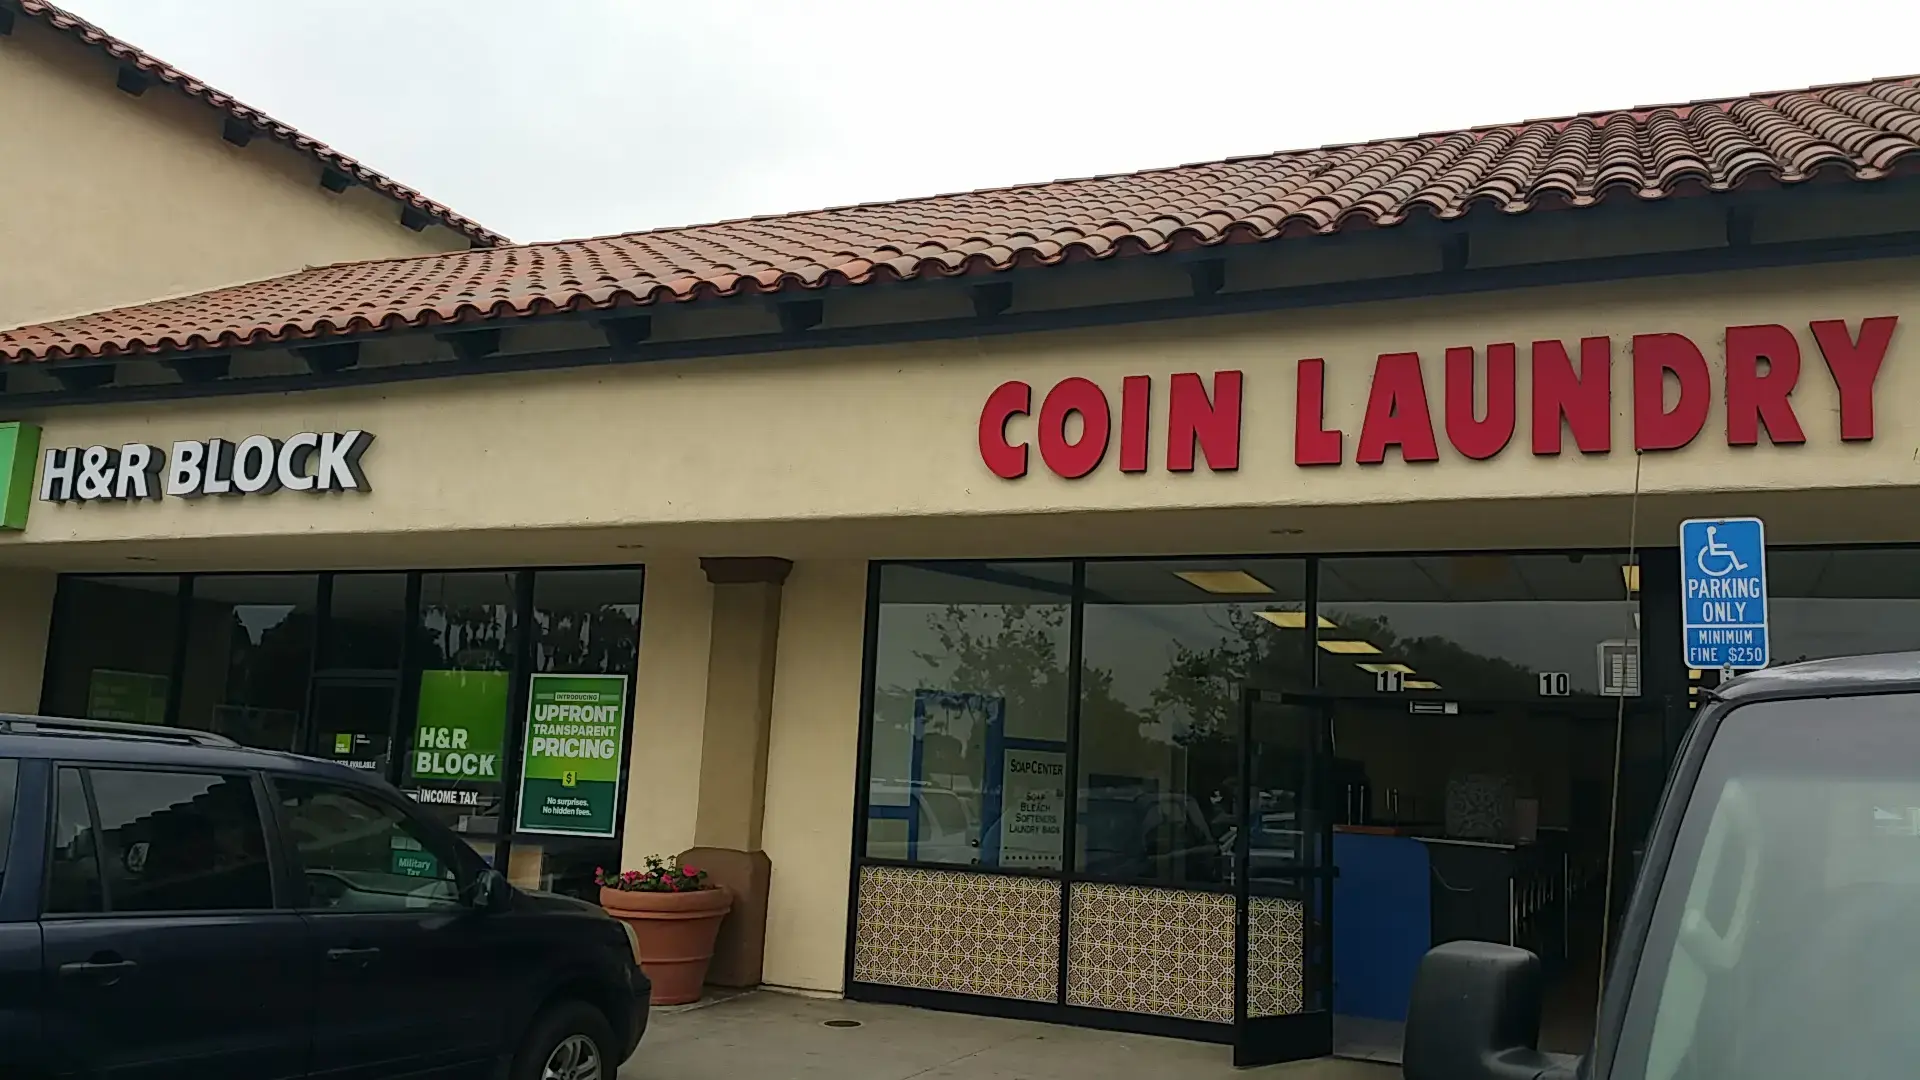 H&R BLOCK
COIN LAUNDRY
PARKING
ONLY
MINIMUM
FINE $250
11
10
H&R
BLOCK
INCOME TAX
INTRODUCING
UPFRONT
TRANSPARENT
PRICING
$
No surprises.
No hidden fees.
Military
Tax
SOAP CENTER
SOAP
BLEACH
SOFTENERS
LAUNDRY BAGS